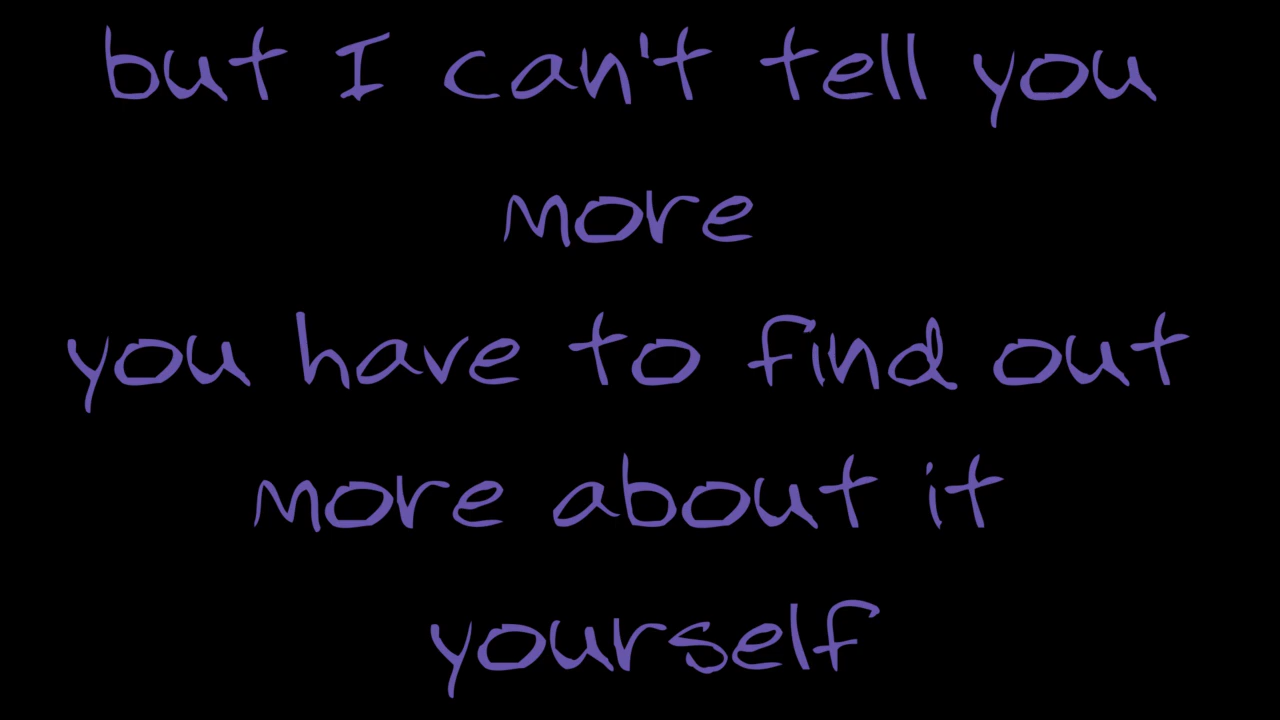 but I can't tell you
more
you have to find out
more about it
yourself